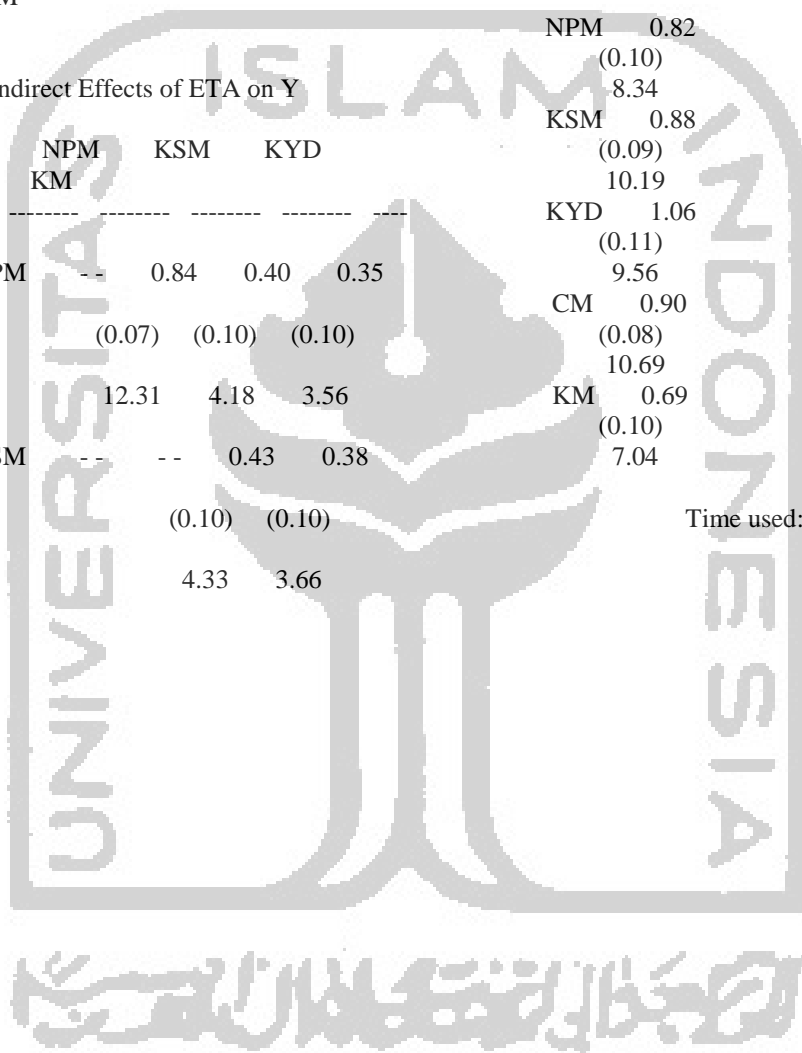 M
ndirect Effects of ETA on Y
NPM KSM KYD
KM
-------- -------- -------- -------- ----
PM - - 0.84 0.40 0.35
(0.07) (0.10) (0.10)
12.31 4.18 3.56
SM - - - - 0.43 0.38
(0.10) (0.10)
4.33 3.66
NPM 0.82
(0.10)
8.34
KSM 0.88
(0.09)
10.19
KYD 1.06
(0.11)
9.56
CM 0.90
(0.08)
10.69
KM 0.69
(0.10)
7.04
Time used:
UNIVERSITAS
ISLAM
INDONESIA